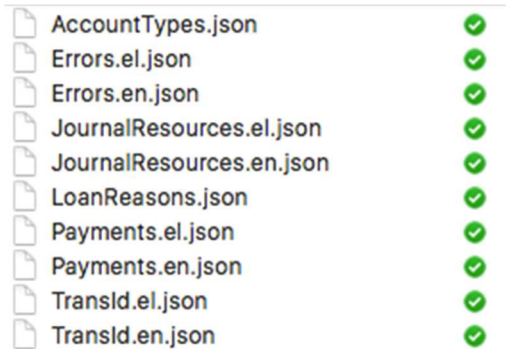 AccountTypes.json
Errors.el.json
Errors.en.json
JournalResources.el.json
JournalResources.en.json
LoanReasons.json
Payments.el.json
Payments.en.json
TransId.el.json
TransId.en.json